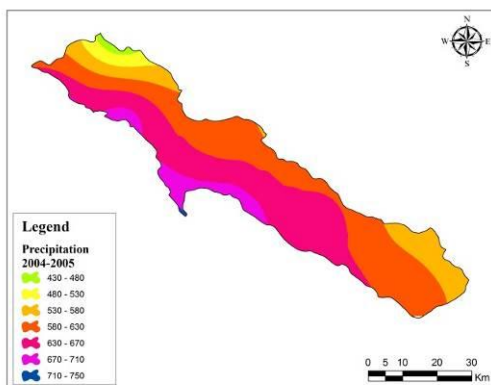 N
W E
S
Legend
Precipitation
2004-2005
430 - 480
480 - 530
530 - 580
580 - 630
630 - 670
670 - 710
710 - 750
0 5 10 20 30
Km